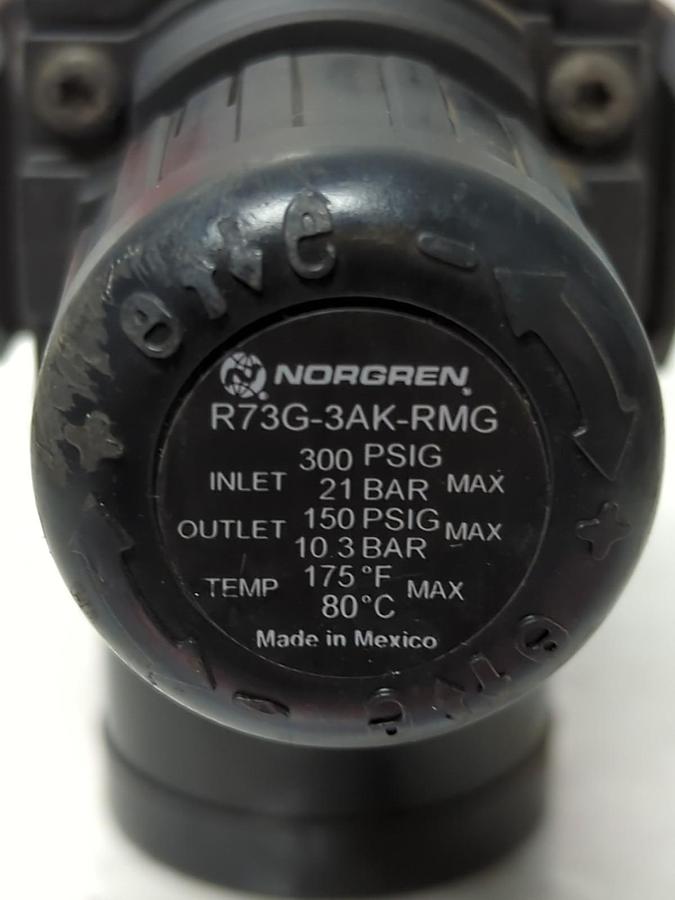 NORGREN
R73G-3AK-RMG
INLET 300 PSIG 21 BAR MAX
OUTLET 150 PSIG 10.3 BAR MAX
TEMP 175°F 80°C MAX
Made in Mexico